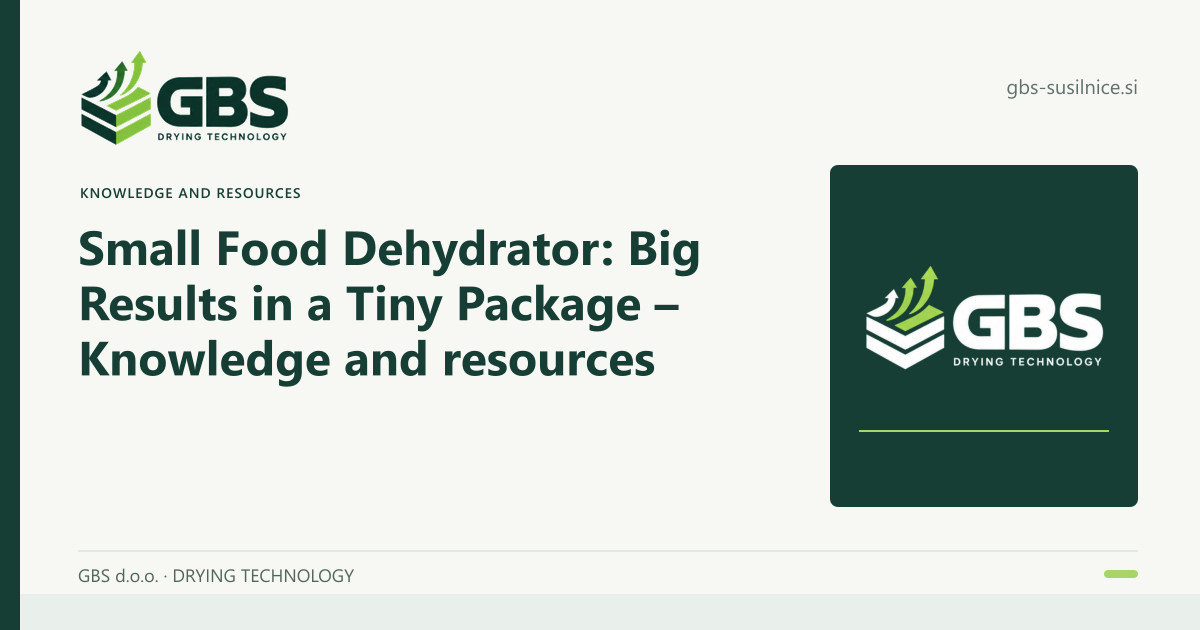 GBS
DRYING TECHNOLOGY
gbs-susilnice.si
KNOWLEDGE AND RESOURCES
Small Food Dehydrator: Big
Results in a Tiny Package –
Knowledge and resources
GBS
DRYING TECHNOLOGY
GBS d.o.o. · DRYING TECHNOLOGY